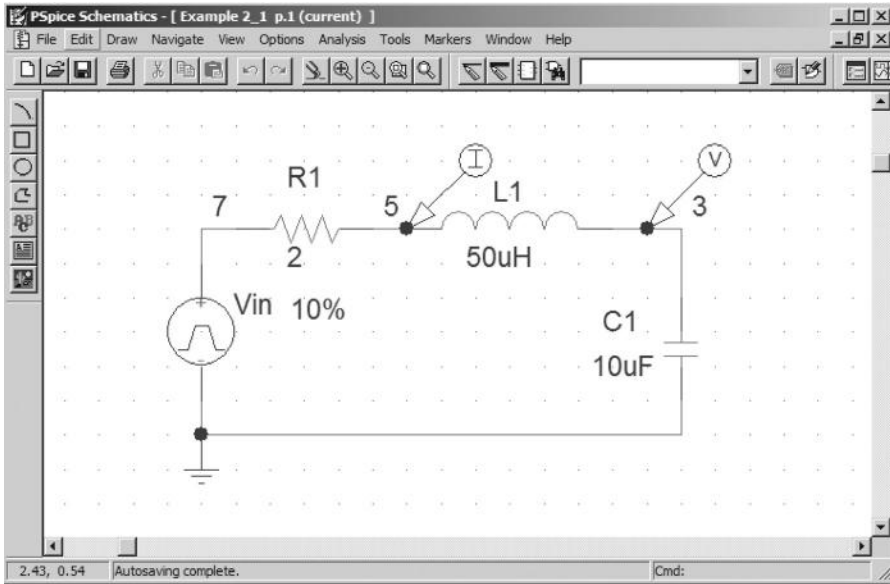 PSpice Schematics - [ Example 2_1 p.1 (current) ]
File Edit Draw Navigate View Options Analysis Tools Markers Window Help
I
V
R1
L1
7
5
3
2
50uH
Vin
10%
+
-
C1
10uF
2.43, 0.54
Autosaving complete.
Cmd: